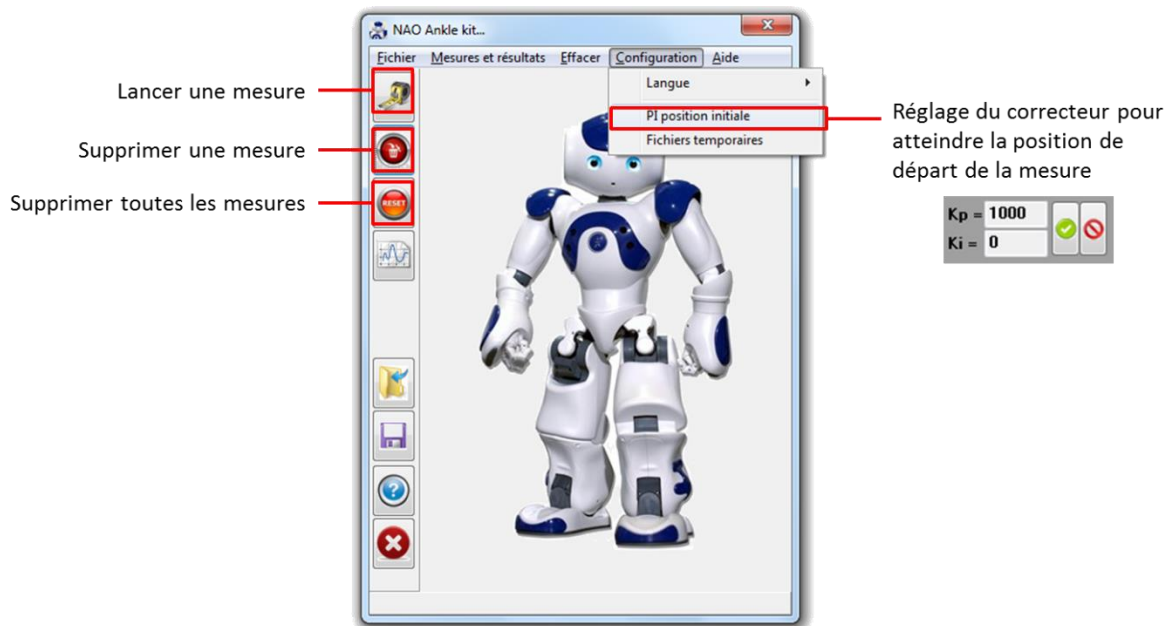 NAO Ankle kit...
Fichier Mesures et résultats Effacer Configuration Aide
Lancer une mesure
Supprimer une mesure
Supprimer toutes les mesures
RESET
Langue
PI position initiale
Fichiers temporaires
Réglage du correcteur pour
atteindre la position de
départ de la mesure
Kp = 1000
Ki = 0